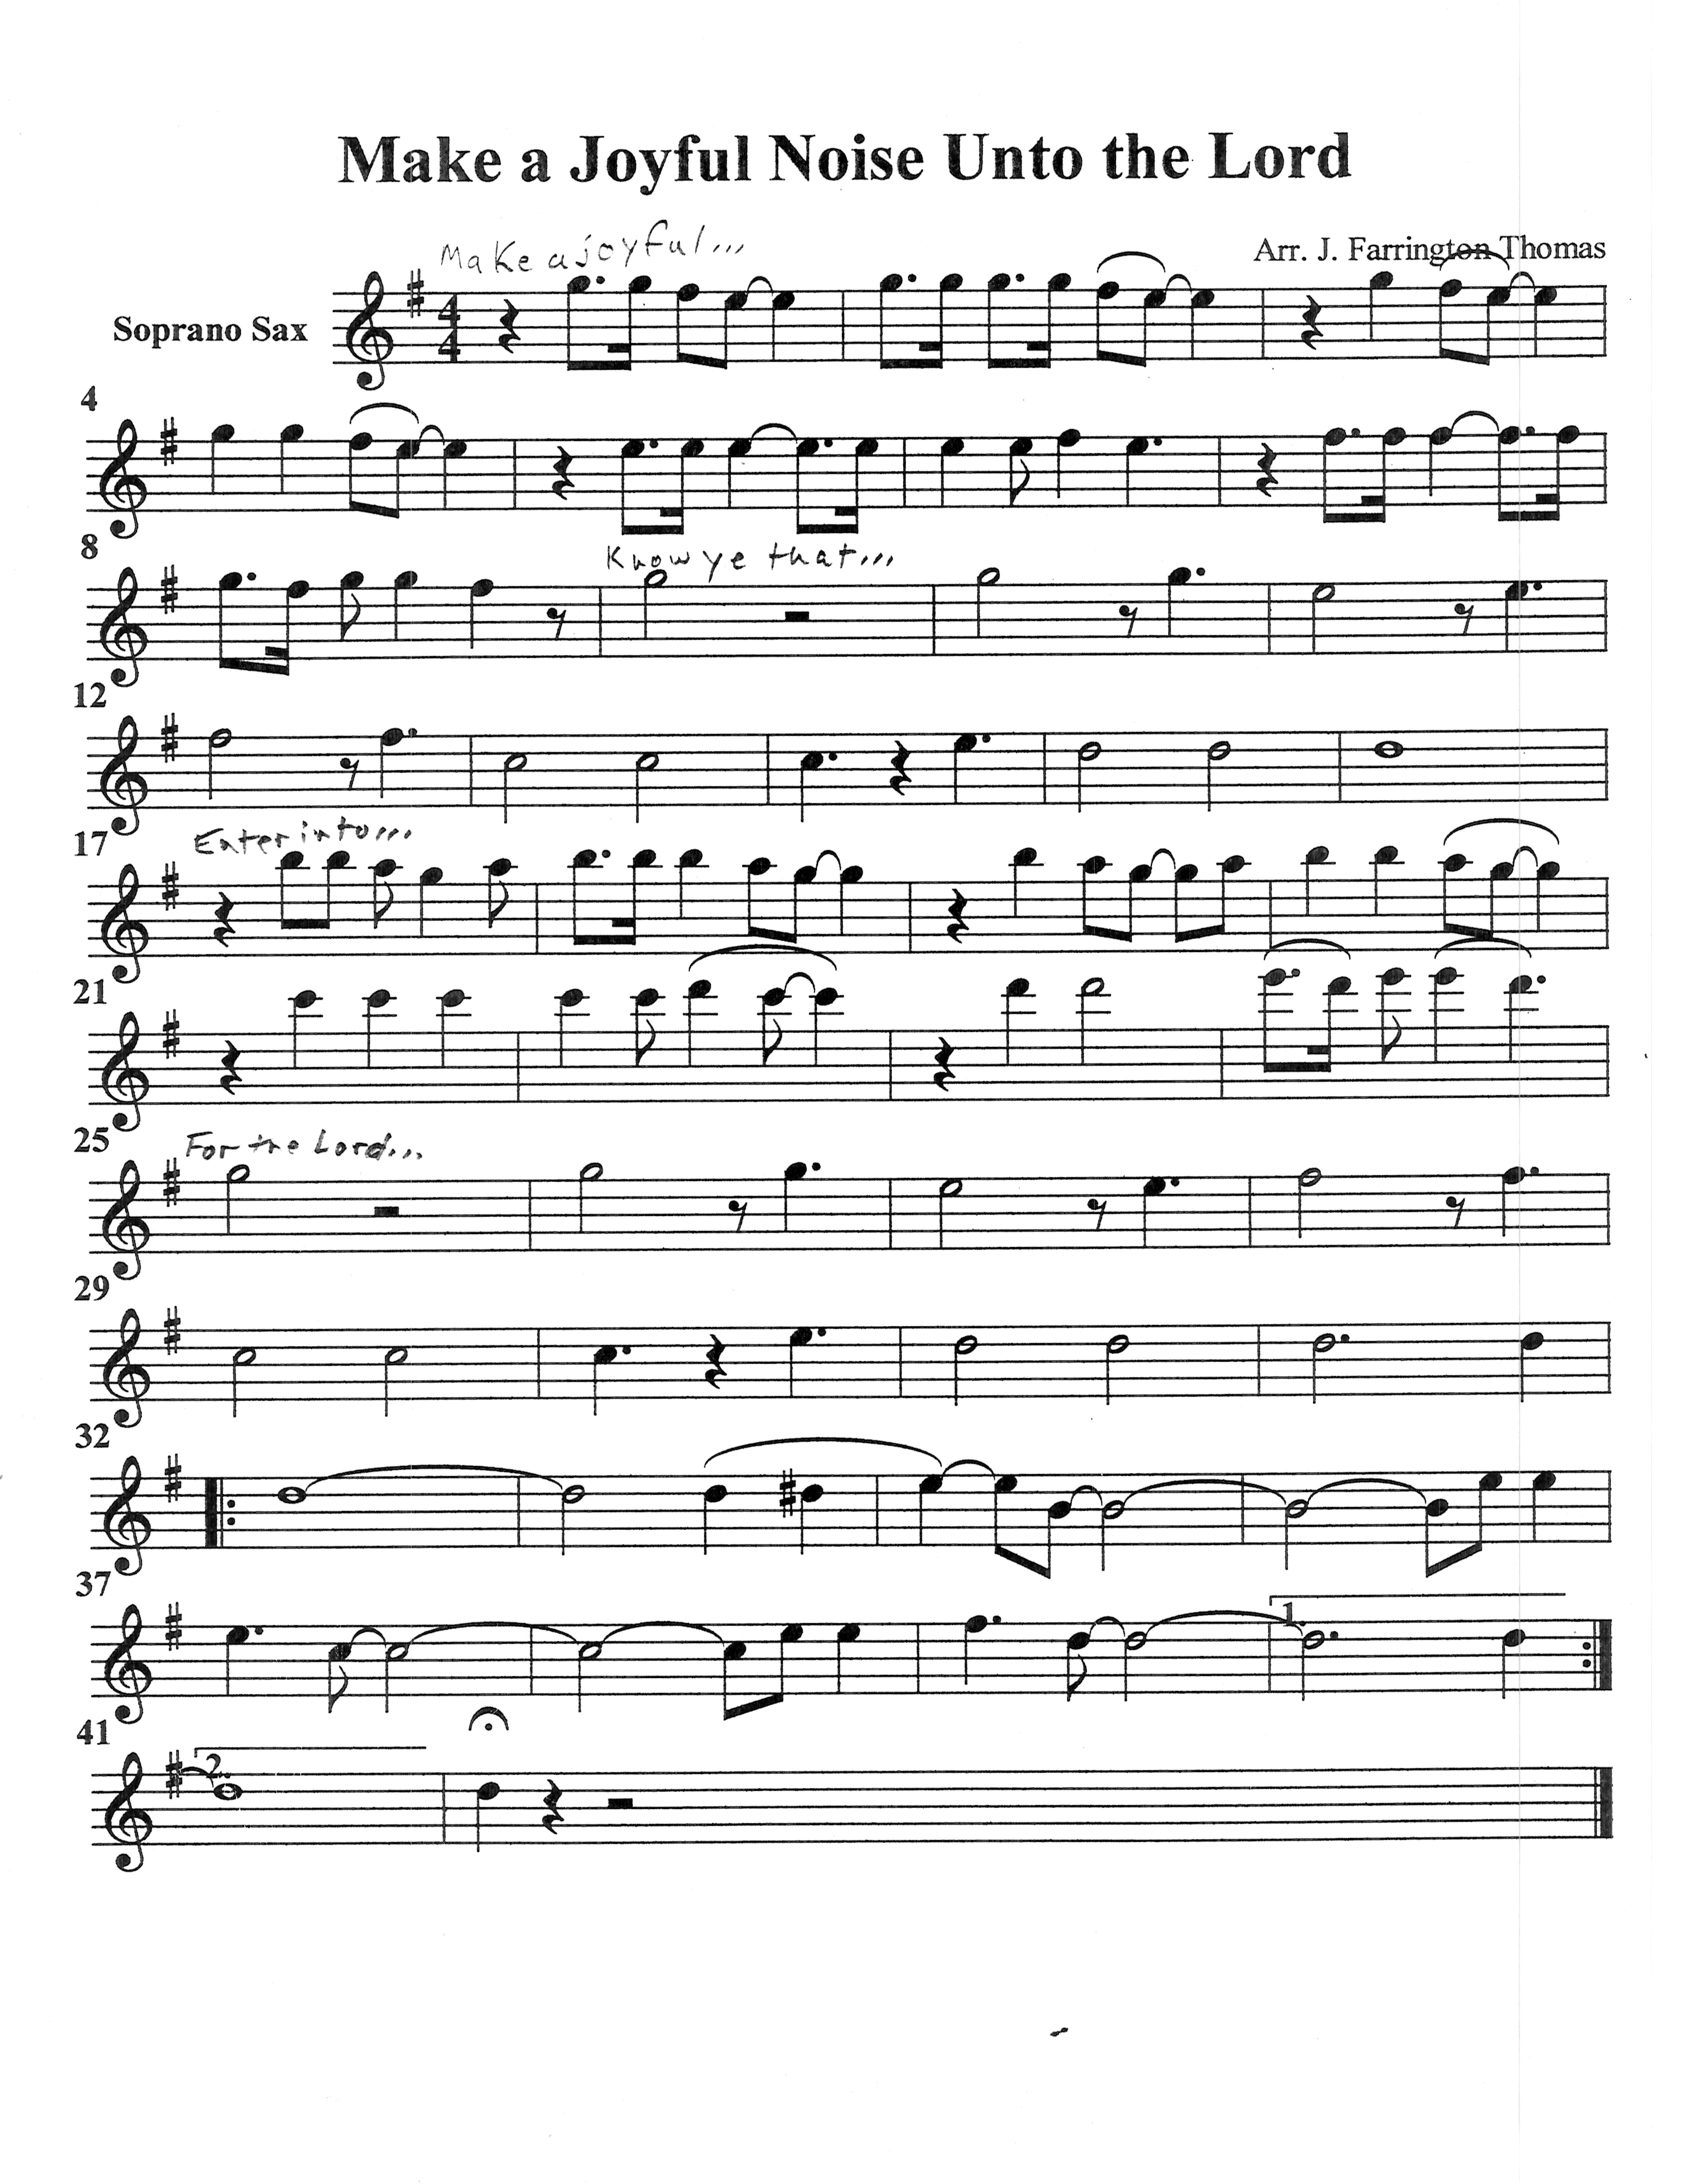 Make a Joyful Noise Unto the Lord
Make a joyful...
Arr. J. Farrington Thomas
Soprano Sax
4
4
4
8
Know ye that...
12
17
Enter into...
21
25
For the Lord...
29
32
37
1.
41
2.